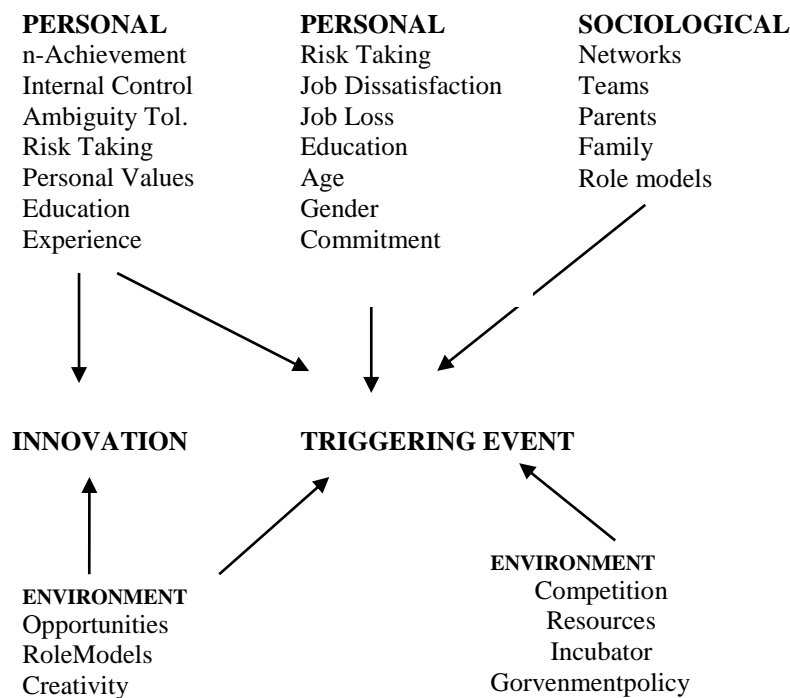 PERSONAL
n-Achievement
Internal Control
Ambiguity Tol.
Risk Taking
Personal Values
Education
Experience
PERSONAL
Risk Taking
Job Dissatisfaction
Job Loss
Education
Age
Gender
Commitment
SOCIOLOGICAL
Networks
Teams
Parents
Family
Role models
INNOVATION
TRIGGERING EVENT
ENVIRONMENT
Opportunities
RoleModels
Creativity
ENVIRONMENT
Competition
Resources
Incubator
Gorvenmentpolicy